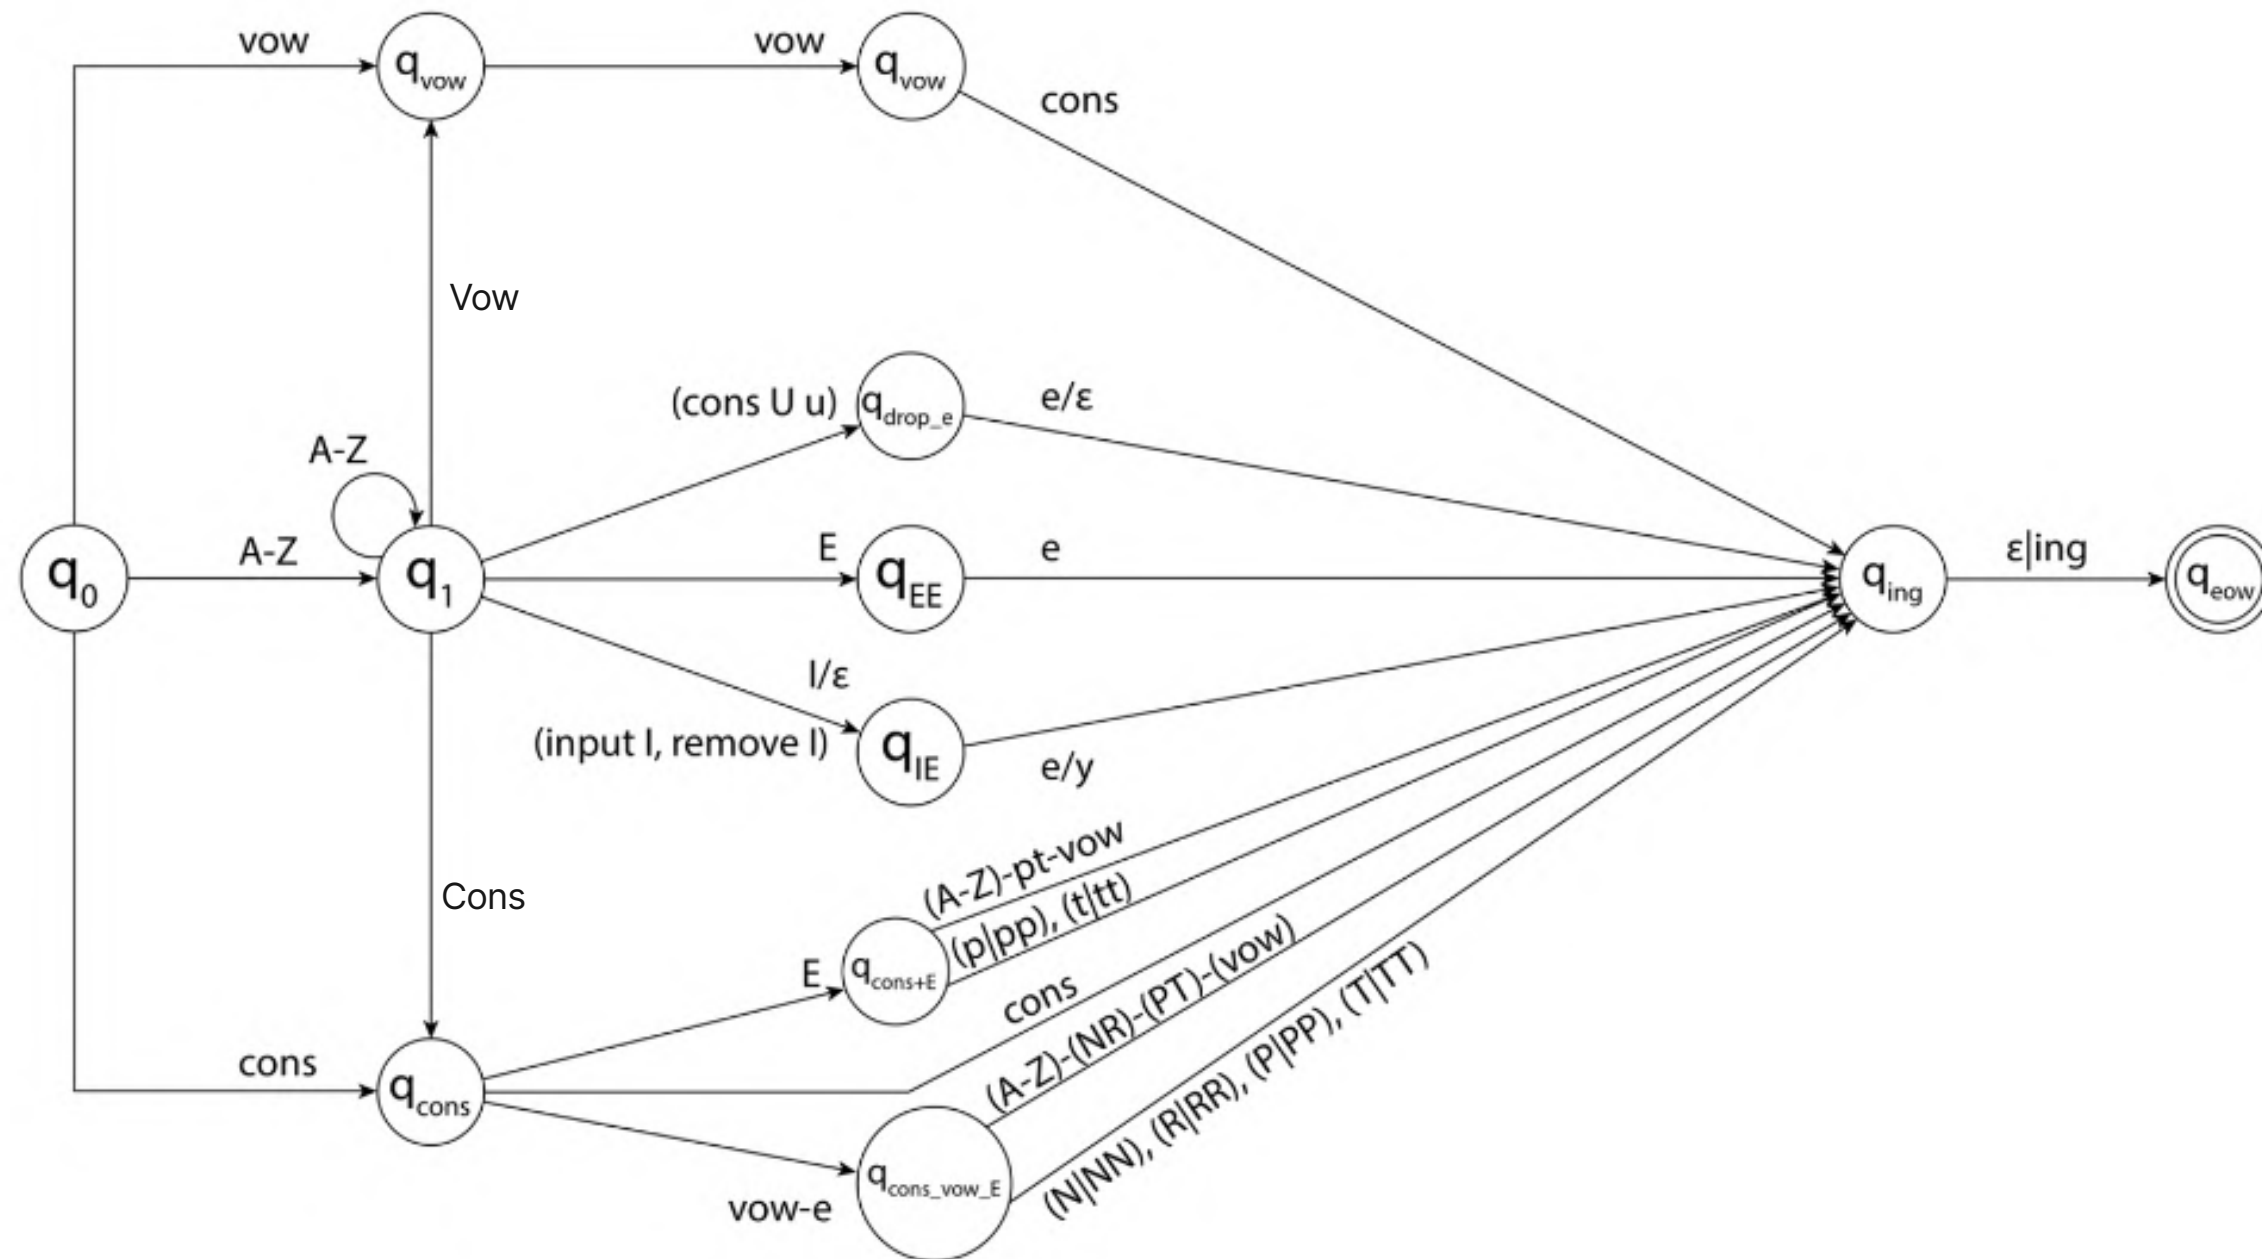 vow
q_vow
vow
q_vow
cons
Vow
(cons U u)
q_drop_e
e/ε
A-Z
q_0
A-Z
q_1
E
q_EE
e
q_ing
ε|ing
q_eow
I/ε
(input I, remove I)
q_IE
e/y
(A-Z)-pt-vow
(p|pp), (t|tt)
Cons
E
q_cons+E
cons
(A-Z)-(NR)-(PT)-(vow)
(N|NN), (R|RR), (P|PP), (T|TT)
cons
q_cons
vow-e
q_cons_vow_E